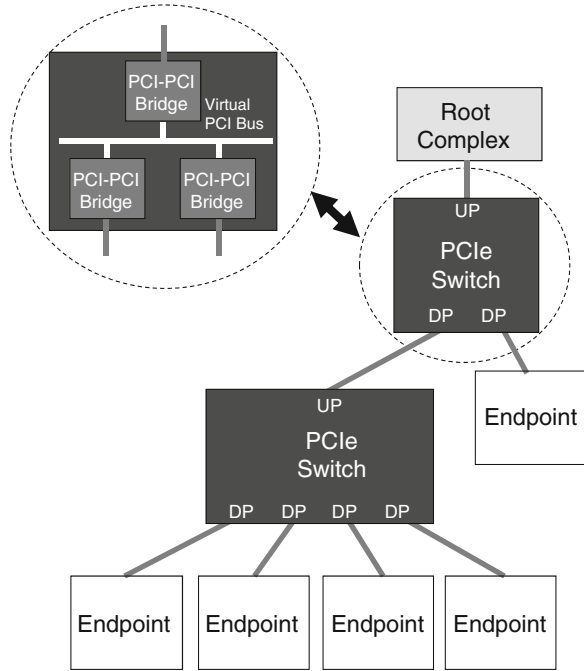 PCI-PCI
Bridge
Virtual
PCI Bus
PCI-PCI
Bridge
PCI-PCI
Bridge
Root
Complex
UP
PCIe
Switch
DP DP
Endpoint
UP
PCIe
Switch
DP DP DP DP
Endpoint
Endpoint
Endpoint
Endpoint